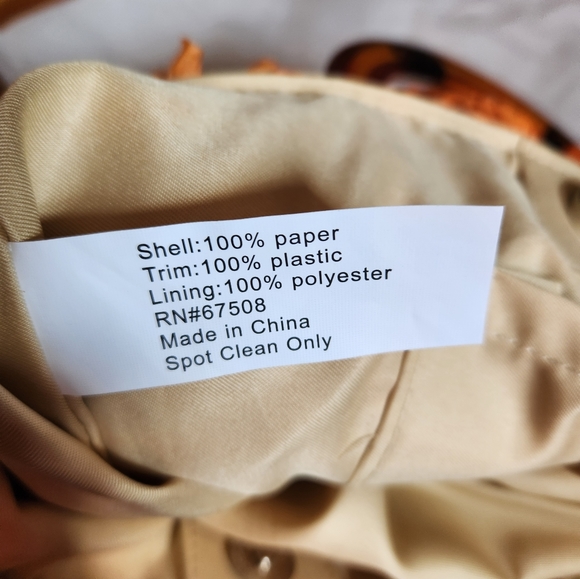 Shell:100% paper
Trim:100% plastic
Lining:100% polyester
RN#67508
Made in China
Spot Clean Only